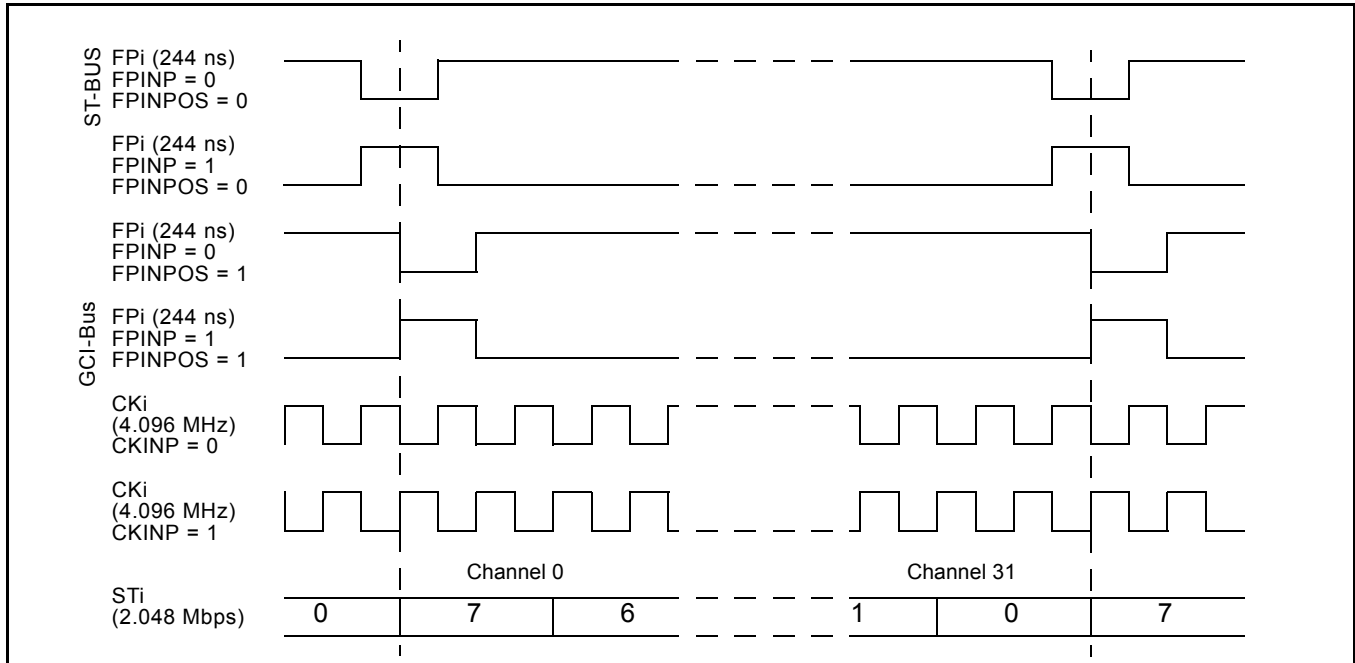 ST-BUS
FPi (244 ns)
FPINP = 0
FPINPOS = 0
FPi (244 ns)
FPINP = 1
FPINPOS = 0
FPi (244 ns)
FPINP = 0
FPINPOS = 1
GCI-Bus
FPi (244 ns)
FPINP = 1
FPINPOS = 1
CKi
(4.096 MHz)
CKINP = 0
CKi
(4.096 MHz)
CKINP = 1
Channel 0
Channel 31
STi
(2.048 Mbps)
0 7 6 1 0 7